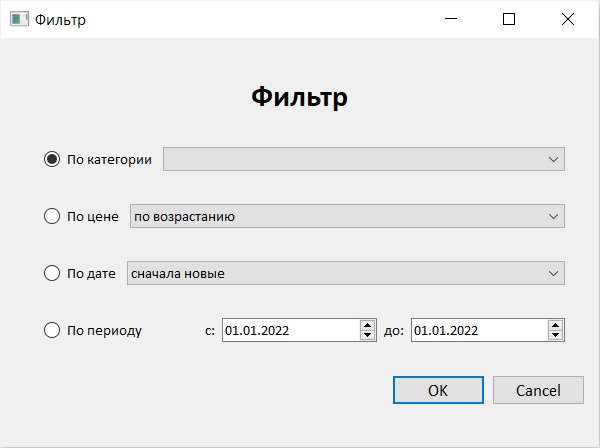 Фильтр
Фильтр
По категории
По цене по возрастанию
По дате сначала новые
По периоду с: 01.01.2022 до: 01.01.2022
OK Cancel